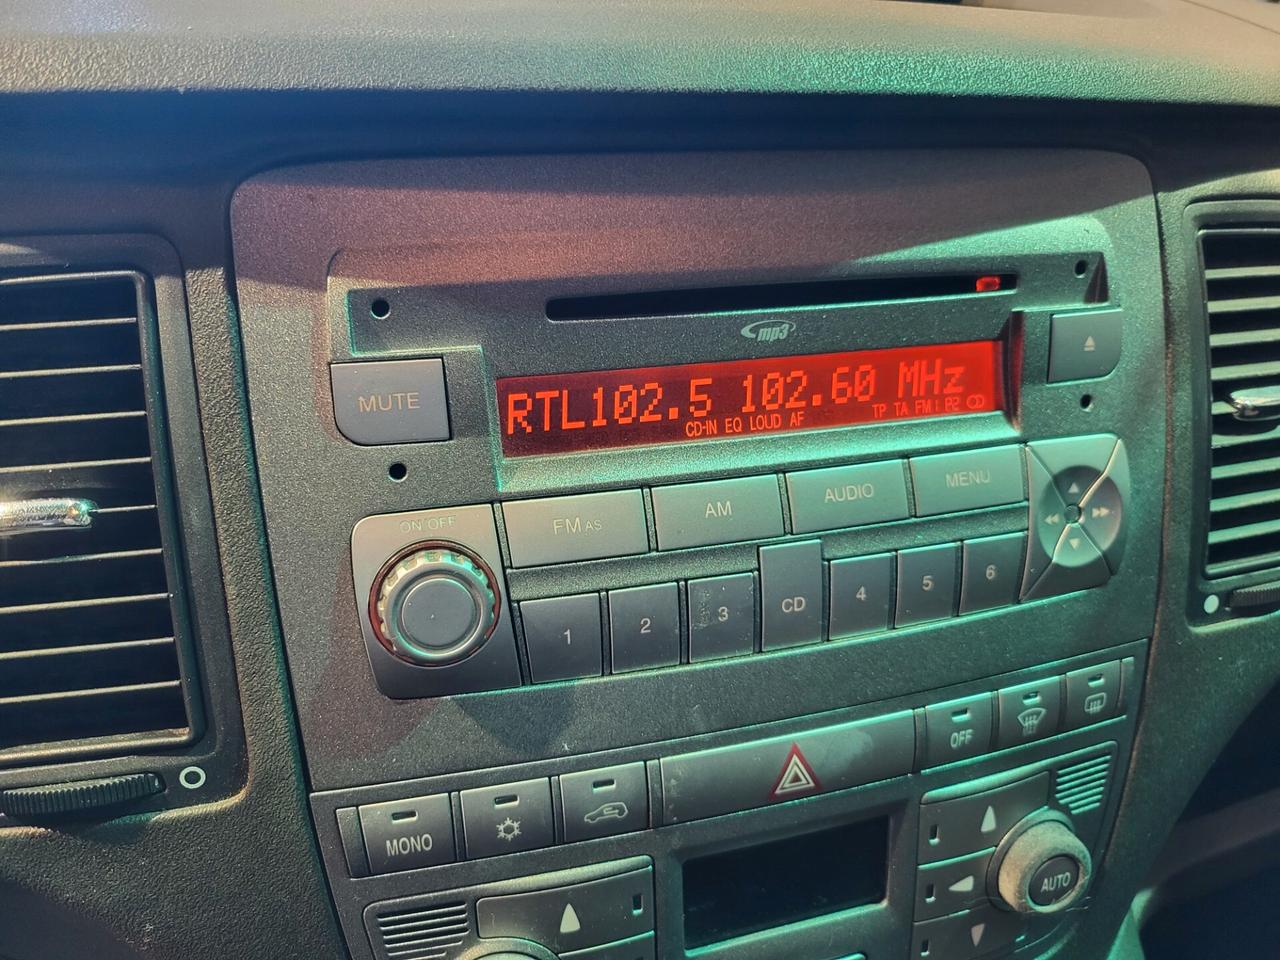 mp3
MUTE
RTL102.5 102.60 MHz
CD-IN EQ LOUD AF TP TA FM
CD
ON OFF
FM AS
AM
AUDIO
MENU
1
2
3
CD
4
5
6
MONO
OFF
AUTO